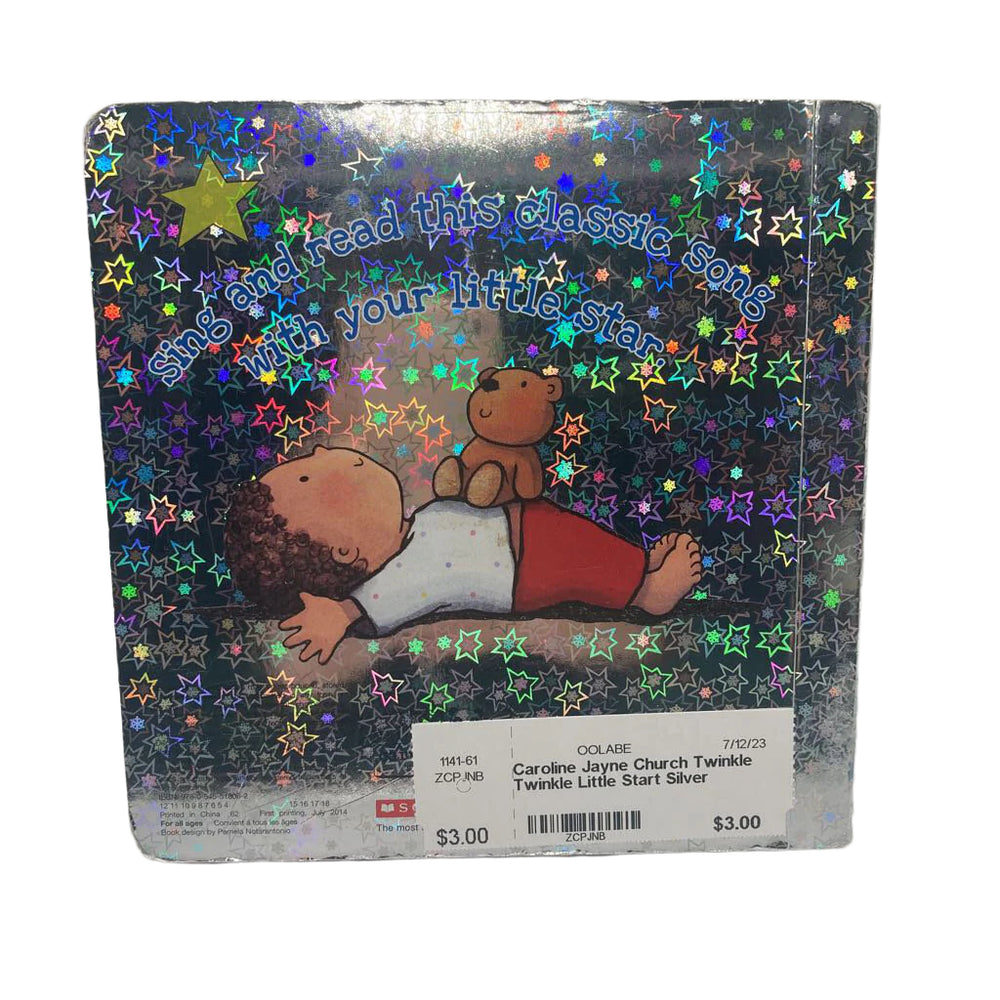 sing and read this classic song
with your little star.
12 11 10 9 8 7 6 5 4 15 16 17 18
Printed in China 62 First printing, July 2014
For all ages Convient à tous les âges
Book design by Pamela Notarantonio
The most
1141-61
ZCPJNB
$3.00
OOLABE 7/12/23
Caroline Jayne Church Twinkle
Twinkle Little Start Silver
ZCPJNB
$3.00